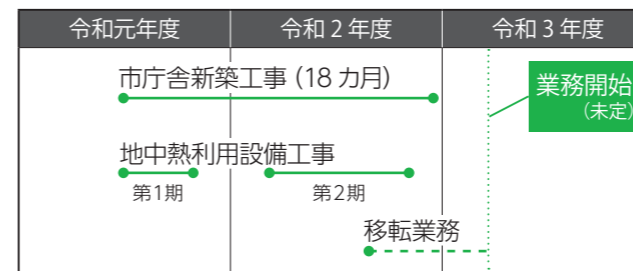 令和元年度 令和2年度 令和3年度
市庁舎新築工事(18カ月)
業務開始
(未定)
地中熱利用設備工事
第1期 第2期
移転業務